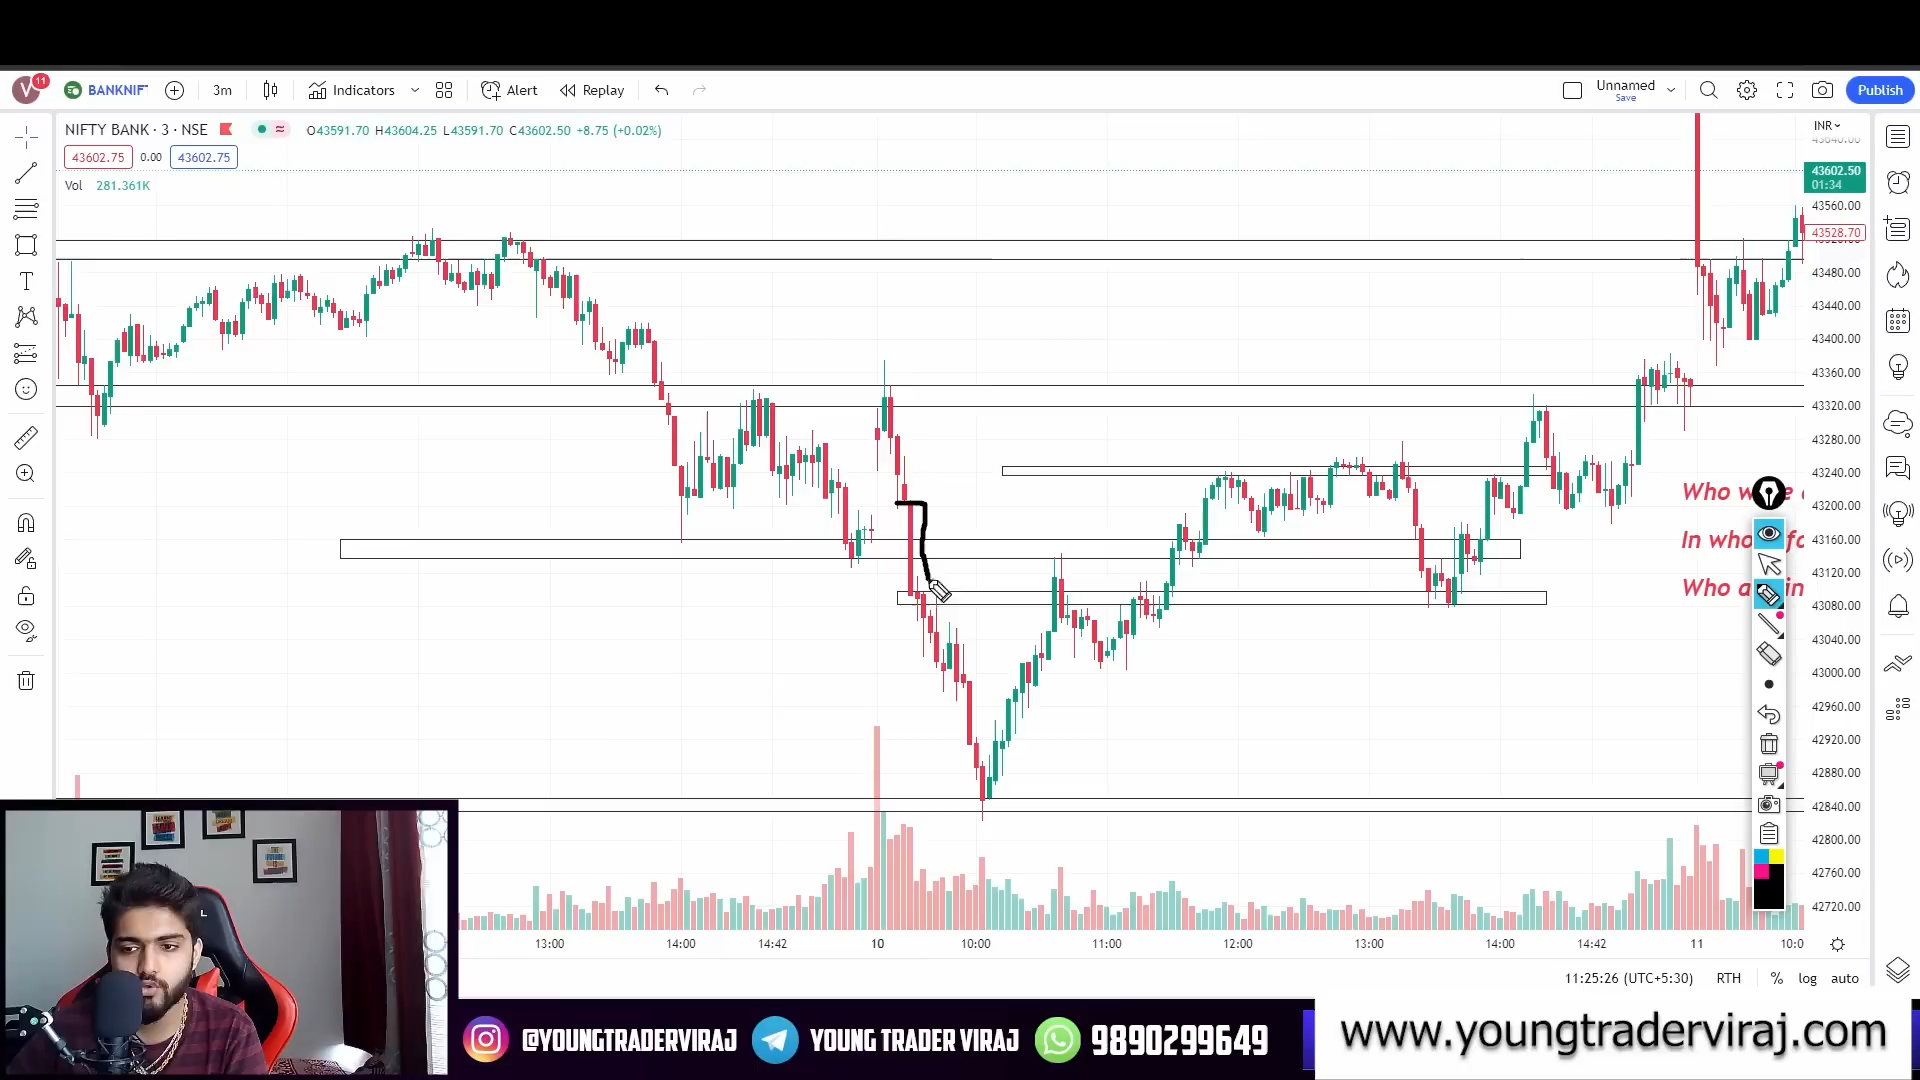 V 11 BANKNIF 3m Indicators Alert Replay Unnamed Save Publish
NIFTY BANK · 3 · NSE O43591.70 H43604.25 L43591.70 C43602.50 +8.75 (+0.02%)
43602.75 0.00 43602.75
Vol 281.361K
INR
43640.00
43602.50
01:34
43560.00
43528.70
43480.00
43440.00
43400.00
43360.00
43320.00
43280.00
43240.00
43200.00
43160.00
43120.00
43080.00
43040.00
43000.00
42960.00
42920.00
42880.00
42840.00
42800.00
42760.00
42720.00
Who
In who
Who a
13:00 14:00 14:42 10 10:00 11:00 12:00 13:00 14:00 14:42 11 10:0
11:25:26 (UTC+5:30) RTH % log auto
@YOUNGTRADERVIRAJ YOUNG TRADER VIRAJ 9890299649 www.youngtraderviraj.com